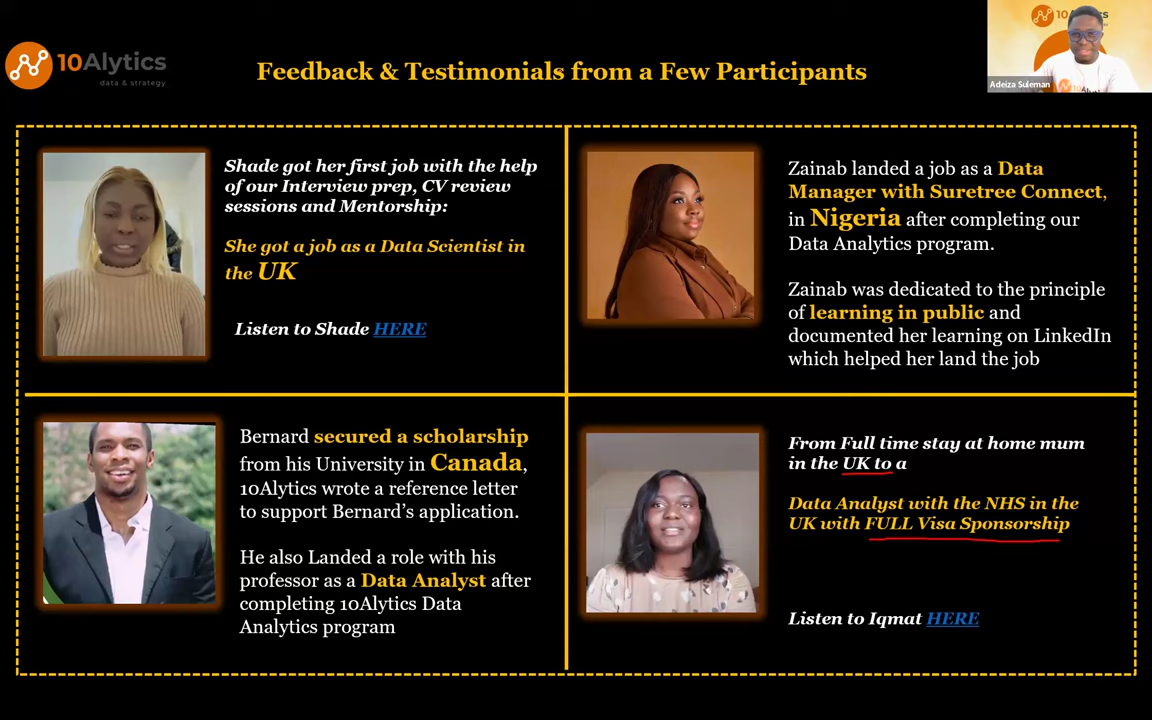 10Alytics
data & strategy
Feedback & Testimonials from a Few Participants
10Alytics
Adeiza Suleman
Shade got her first job with the help
of our Interview prep, CV review
sessions and Mentorship:
She got a job as a Data Scientist in
the UK
Listen to Shade HERE
Zainab landed a job as a Data
Manager with Suretree Connect,
in Nigeria after completing our
Data Analytics program.
Zainab was dedicated to the principle
of learning in public and
documented her learning on LinkedIn
which helped her land the job
Bernard secured a scholarship
from his University in Canada,
10Alytics wrote a reference letter
to support Bernard’s application.
He also Landed a role with his
professor as a Data Analyst after
completing 10Alytics Data
Analytics program
From Full time stay at home mum
in the UK to a
Data Analyst with the NHS in the
UK with FULL Visa Sponsorship
Listen to Iqmat HERE